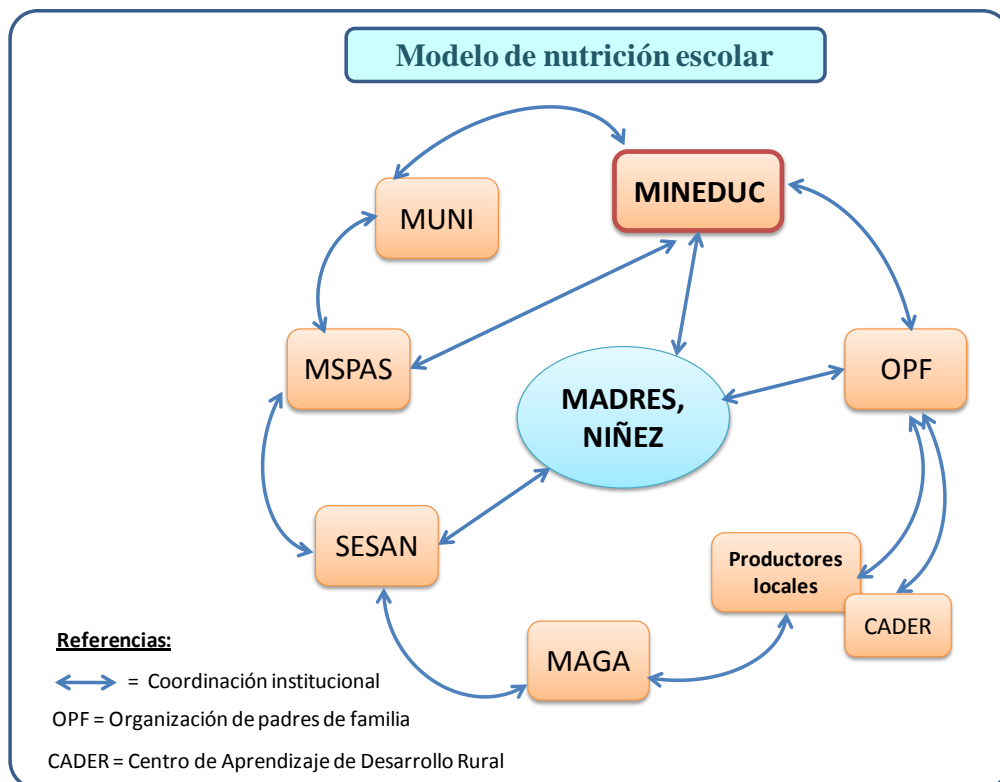 Modelo de nutrición escolar
MINEDUC
MUNI
MSPAS
OPF
MADRES,
NIÑEZ
SESAN
Productores
locales
CADER
MAGA
Referencias:
= Coordinación institucional
OPF = Organización de padres de familia
CADER = Centro de Aprendizaje de Desarrollo Rural